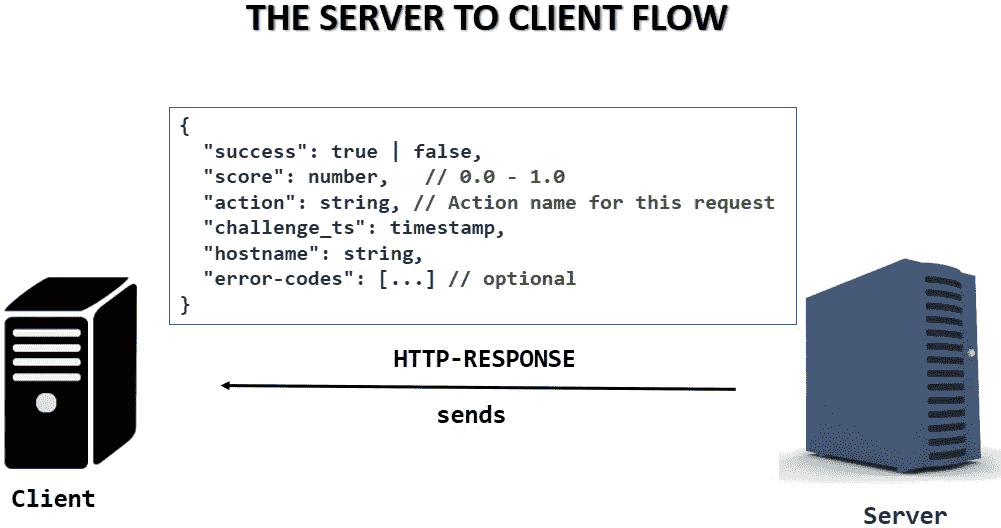 THE SERVER TO CLIENT FLOW
{
  "success": true | false,
  "score": number,   // 0.0 - 1.0
  "action": string, // Action name for this request
  "challenge_ts": timestamp,
  "hostname": string,
  "error-codes": [...] // optional
}
HTTP-RESPONSE
sends
Client
Server